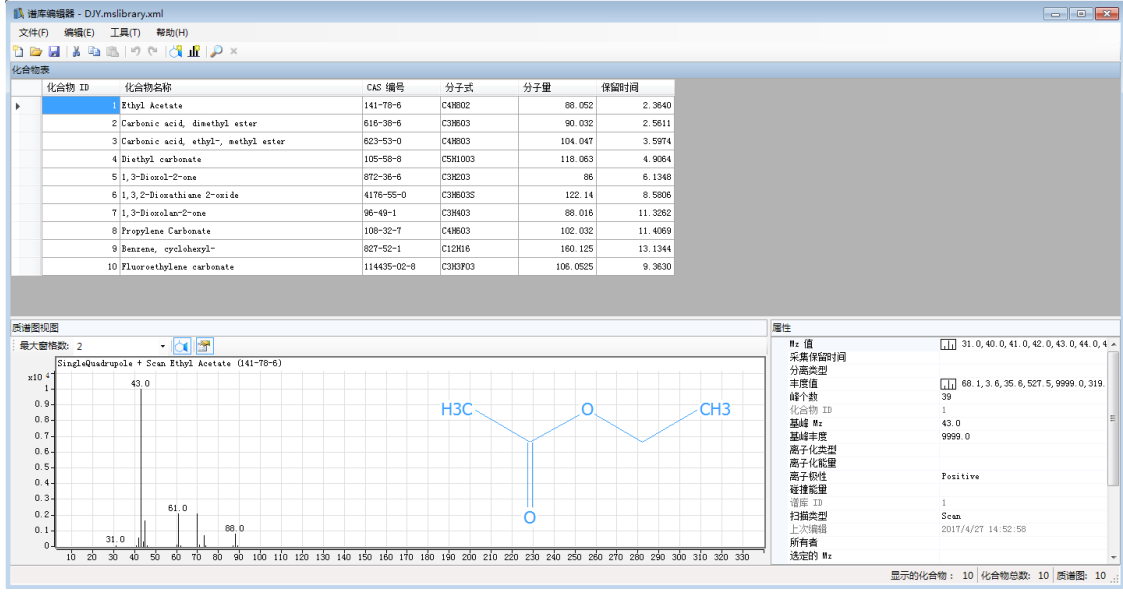 谱库编辑器 - DJY.mslibrary.xml
文件(F) 编辑(E) 工具(T) 帮助(H)
化合物表
化合物 ID 化合物名称 CAS 编号 分子式 分子量 保留时间
1 Ethyl Acetate 141-78-6 C4H8O2 88.052 2.3640
2 Carbonic acid, dimethyl ester 616-38-6 C3H6O3 90.032 2.5611
3 Carbonic acid, ethyl-, methyl ester 623-53-0 C4H8O3 104.047 3.5974
4 Diethyl carbonate 105-58-8 C5H10O3 118.063 4.9064
5 1,3-Dioxol-2-one 872-36-6 C3H2O3 86 6.1348
6 1,3,2-Dioxathiane 2-oxide 4176-55-0 C3H6O3S 122.14 8.5806
7 1,3-Dioxolan-2-one 96-49-1 C3H4O3 88.016 11.3262
8 Propylene Carbonate 108-32-7 C4H6O3 102.032 11.4069
9 Benzene, cyclohexyl- 827-52-1 C12H16 160.125 13.1344
10 Fluoroethylene carbonate 114435-02-8 C3H3FO3 106.0525 9.3630
质谱图视图
最大窗格数: 2
SingleQuadrupole + Scan Ethyl Acetate (141-78-6)
x10 4
1
0.9
0.8
0.7
0.6
0.5
0.4
0.3
0.2
0.1
0
43.0
61.0
88.0
31.0
H3C
O
CH3
O
10 20 30 40 50 60 70 80 90 100 110 120 130 140 150 160 170 180 190 200 210 220 230 240 250 260 270 280 290 300 310 320 330
属性
Mz 值 31.0,40.0,41.0,42.0,43.0,44.0,4
采集保留时间
分离类型
丰度值 68.1,3.6,35.6,527.5,9999.0,319.
峰个数 39
化合物 ID 1
基峰 Mz 43.0
基峰丰度 9999.0
离子化类型
离子化能量
离子极性 Positive
碰撞能量
谱库 ID 1
扫描类型 Scan
上次编辑 2017/4/27 14:52:58
所有者
选定的 Mz
显示的化合物: 10 化合物总数: 10 质谱图: 10